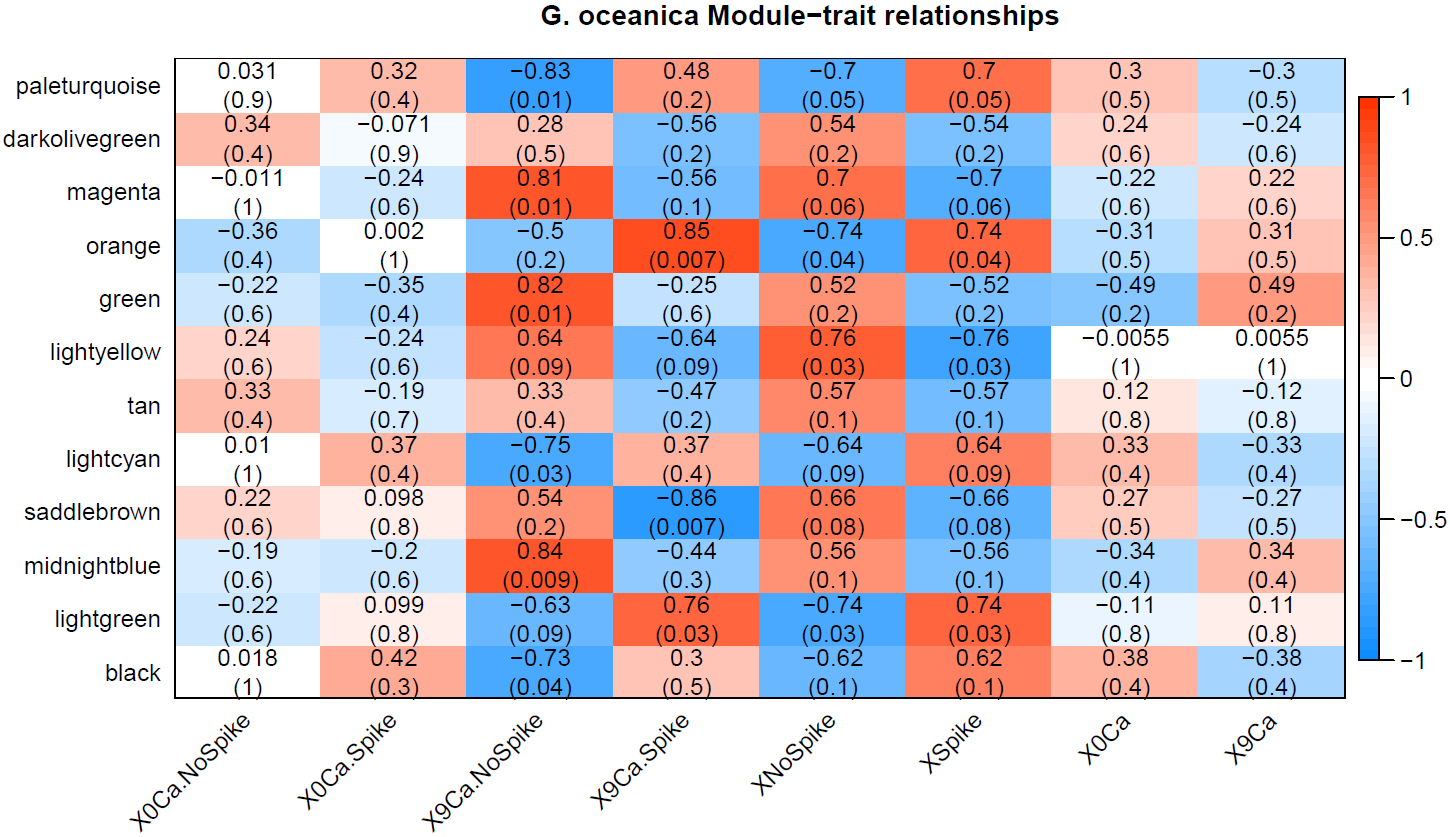 G. oceanica Module−trait relationships
paleturquoise 0.031 0.32 −0.83 0.48 −0.7 0.7 0.3 −0.3
(0.9) (0.4) (0.01) (0.2) (0.05) (0.05) (0.5) (0.5)
darkolivegreen 0.34 −0.071 0.28 −0.56 0.54 −0.54 0.24 −0.24
(0.4) (0.9) (0.5) (0.2) (0.2) (0.2) (0.6) (0.6)
magenta −0.011 −0.24 0.81 −0.56 0.7 −0.7 −0.22 0.22
(1) (0.6) (0.01) (0.1) (0.06) (0.06) (0.6) (0.6)
orange −0.36 0.002 −0.5 0.85 −0.74 0.74 −0.31 0.31
(0.4) (1) (0.2) (0.007) (0.04) (0.04) (0.5) (0.5)
green −0.22 −0.35 0.82 −0.25 0.52 −0.52 −0.49 0.49
(0.6) (0.4) (0.01) (0.6) (0.2) (0.2) (0.2) (0.2)
lightyellow 0.24 −0.24 0.64 −0.64 0.76 −0.76 −0.0055 0.0055
(0.6) (0.6) (0.09) (0.09) (0.03) (0.03) (1) (1)
tan 0.33 −0.19 0.33 −0.47 0.57 −0.57 0.12 −0.12
(0.4) (0.7) (0.4) (0.2) (0.1) (0.1) (0.8) (0.8)
lightcyan 0.01 0.37 −0.75 0.37 −0.64 0.64 0.33 −0.33
(1) (0.4) (0.03) (0.4) (0.09) (0.09) (0.4) (0.4)
saddlebrown 0.22 0.098 0.54 −0.86 0.66 −0.66 0.27 −0.27
(0.6) (0.8) (0.2) (0.007) (0.08) (0.08) (0.5) (0.5)
midnightblue −0.19 −0.2 0.84 −0.44 0.56 −0.56 −0.34 0.34
(0.6) (0.6) (0.009) (0.3) (0.1) (0.1) (0.4) (0.4)
lightgreen −0.22 0.099 −0.63 0.76 −0.74 0.74 −0.11 0.11
(0.6) (0.8) (0.09) (0.03) (0.03) (0.03) (0.8) (0.8)
black 0.018 0.42 −0.73 0.3 −0.62 0.62 0.38 −0.38
(1) (0.3) (0.04) (0.5) (0.1) (0.1) (0.4) (0.4)
X0Ca.NoSpike X0Ca.Spike X9Ca.NoSpike X9Ca.Spike XNoSpike XSpike X0Ca X9Ca
1
0.5
0
−0.5
−1